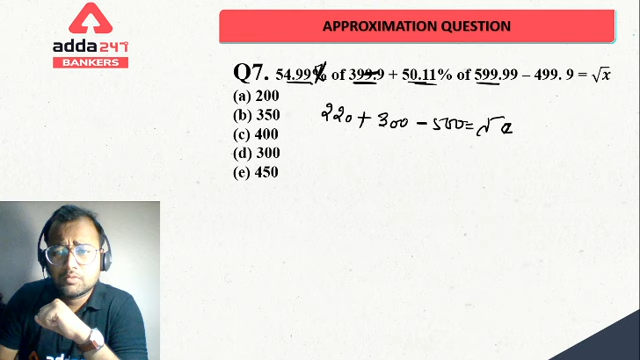 APPROXIMATION QUESTION
adda247
BANKERS
Q7. 54.99% of 399.9 + 50.11% of 599.99 – 499. 9 = √x
(a) 200
(b) 350
(c) 400
(d) 300
(e) 450
220 + 300 - 500 = √x